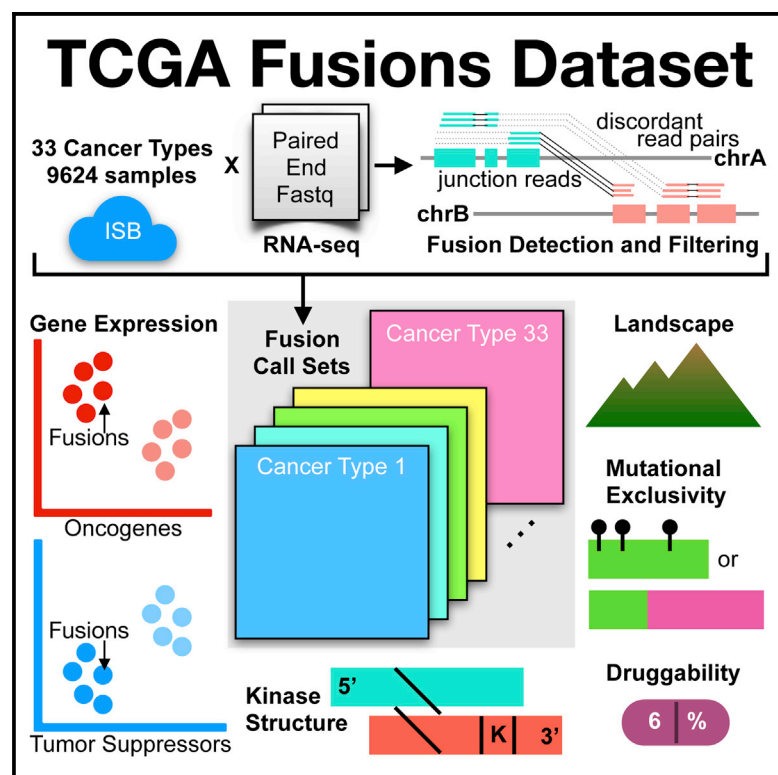 TCGA Fusions Dataset
33 Cancer Types
9624 samples
ISB
X
Paired
End
Fastq
RNA-seq
discordant
read pairs
chrA
junction reads
chrB
Fusion Detection and Filtering
Gene Expression
Fusions
Oncogenes
Fusions
Tumor Suppressors
Fusion
Call Sets
Cancer Type 33
Cancer Type 1
Landscape
Mutational
Exclusivity
or
Kinase
Structure
5’
K
3’
Druggability
6 %